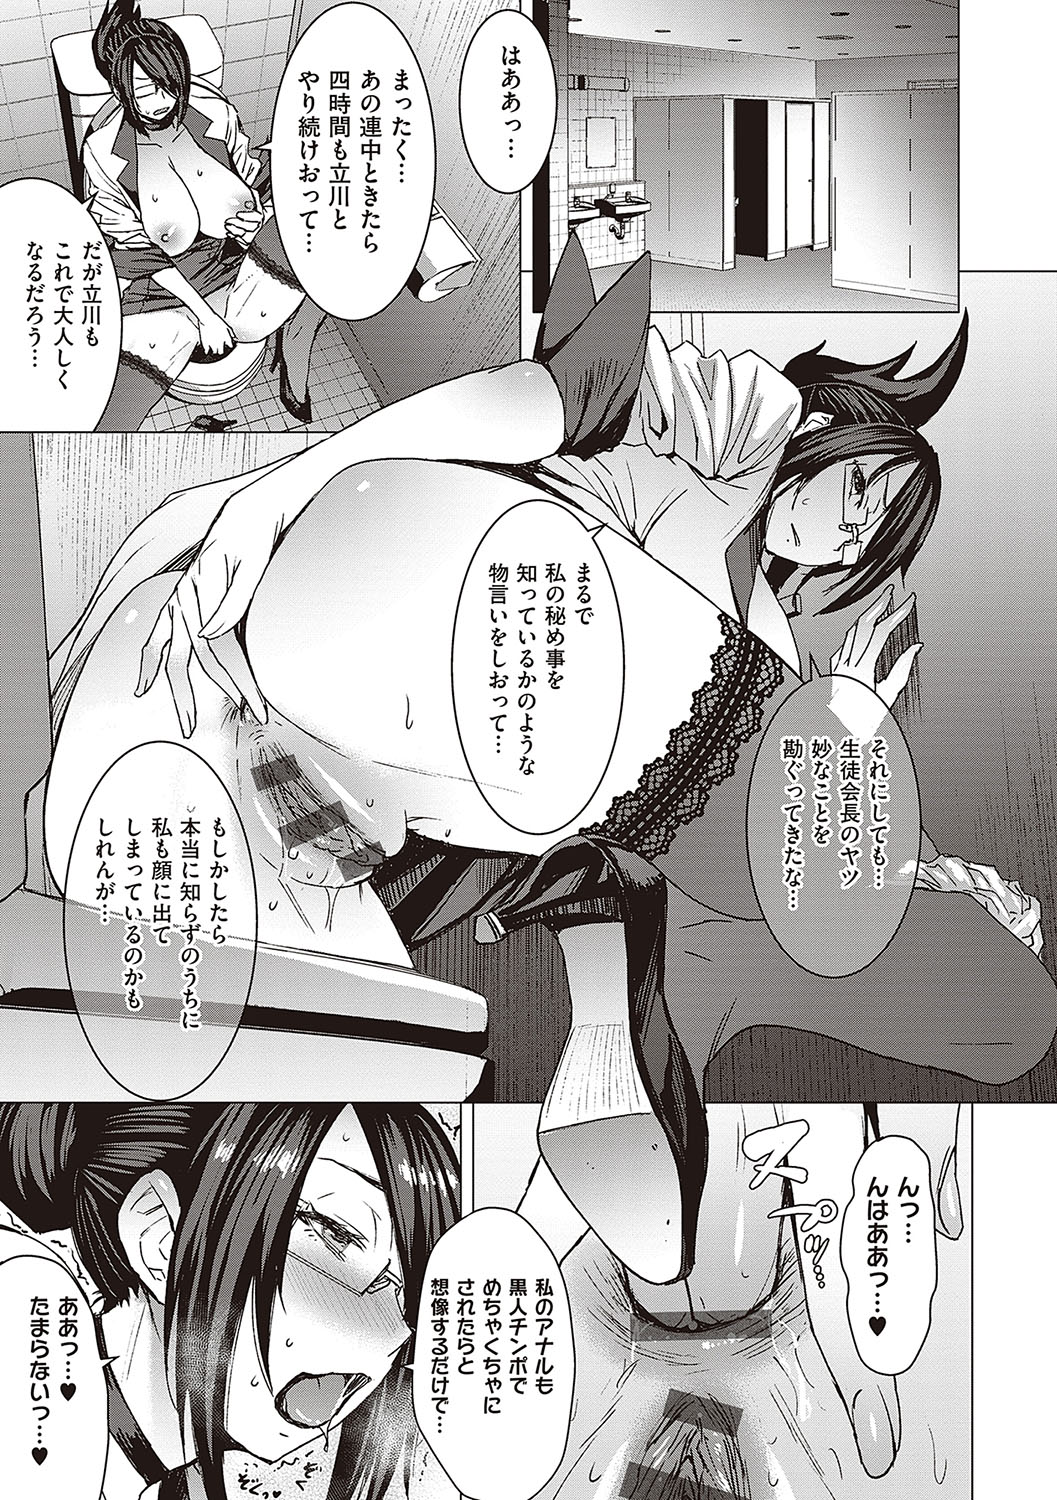 はああっ…
まったく…
あの連中ときたら
四時間も立川と
やり続けおって…
だが立川も
これで大人しく
なるだろう…
それにしても…
生徒会長のヤツ
妙なことを
勘ぐってきたな…
まるで
私の秘め事を
知っているかのような
物言いをしおって…
もしかしたら
本当に知らずのうちに
私も顔に出て
しまっているのかも
しれんが…
んっ…
んはああっ…♥
ヌプッ…
私のアナルも
黒人チンポで
めちゃくちゃに
されたらと
想像するだけで…
ああっ…♥
たまらないっ…♥
ぞくっ♥
ぞくっ